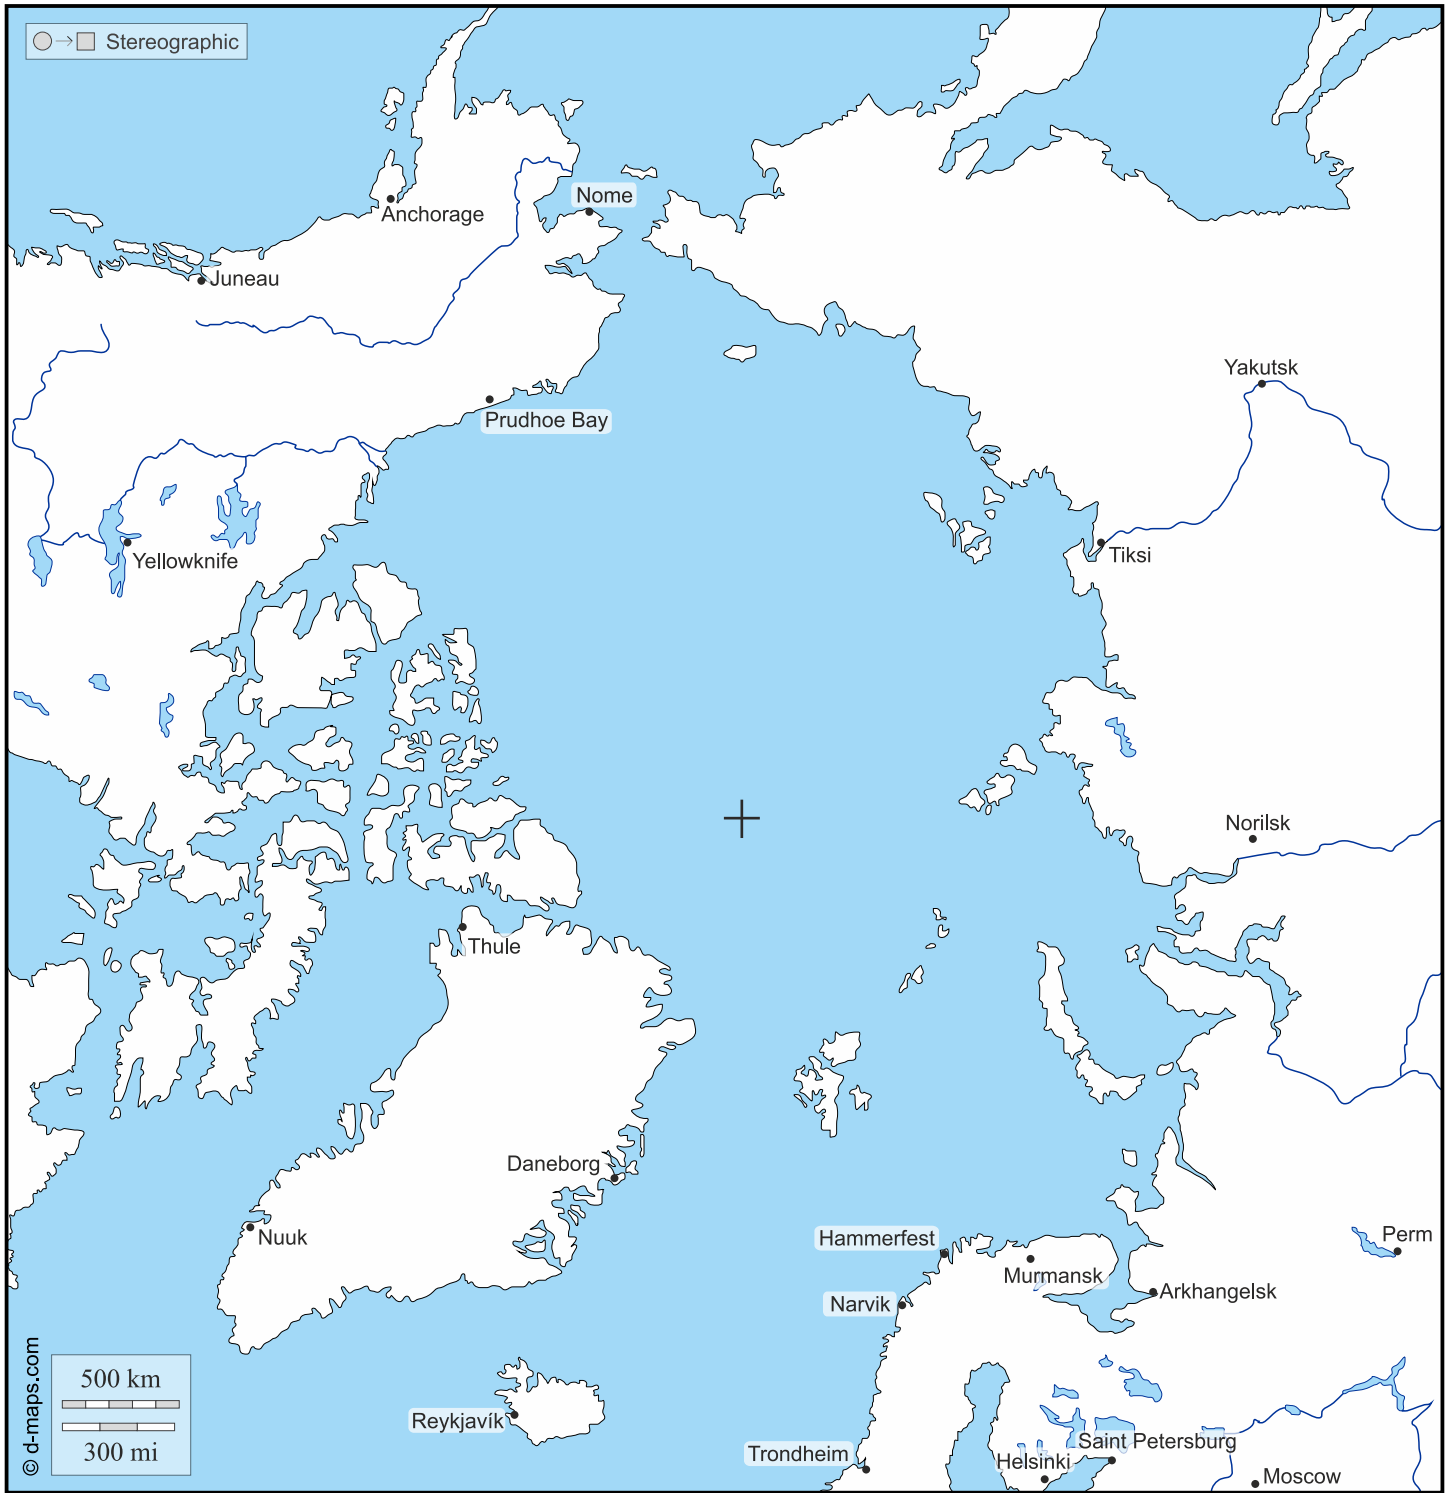 Stereographic
Nome
Anchorage
Juneau
Yakutsk
Prudhoe Bay
Yellowknife
Tiksi
Norilsk
Thule
Daneborg
Nuuk
Hammerfest
Perm
Murmansk
Arkhangelsk
Narvik
500 km
300 mi
© d-maps.com
Reykjavík
Trondheim
Saint Petersburg
Helsinki
Moscow